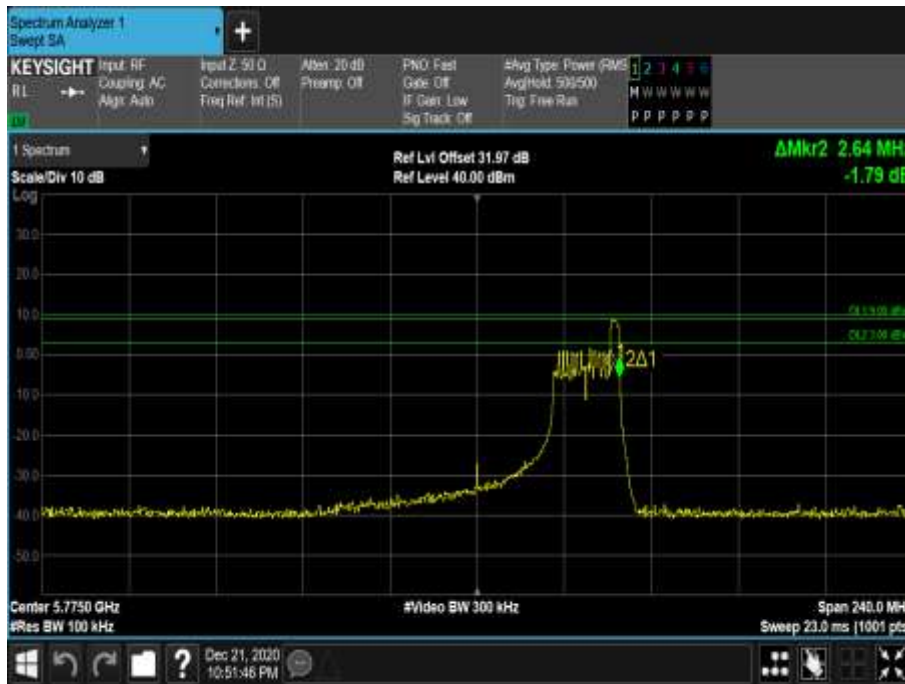 Spectrum Analyzer 1
Swept SA
+
KEYSIGHT
RL
Input: RF
Coupling: AC
Align: Auto
Input Z: 50 Ω
Corrections: Off
Freq Ref: Int (S)
Atten: 20 dB
Preamp: Off
PNO: Fast
Gate: Off
IF Gain: Low
Sig Track: Off
#Avg Type: Power (RMS
Avg|Hold: 500/500
Trig: Free Run
1 2 3 4 5 6
M W W W W W
P P P P P P
1 Spectrum
Scale/Div 10 dB
Ref Lvl Offset 31.97 dB
Ref Level 40.00 dBm
ΔMkr2 2.64 MH
-1.79 dB
Log
30.0
20.0
10.0
0.00
-10.0
-20.0
-30.0
-40.0
-50.0
2Δ1
Center 5.7750 GHz
#Video BW 300 kHz
Span 240.0 MH
#Res BW 100 kHz
Sweep 23.0 ms (1001 pts
?
Dec 21, 2020
10:51:46 PM